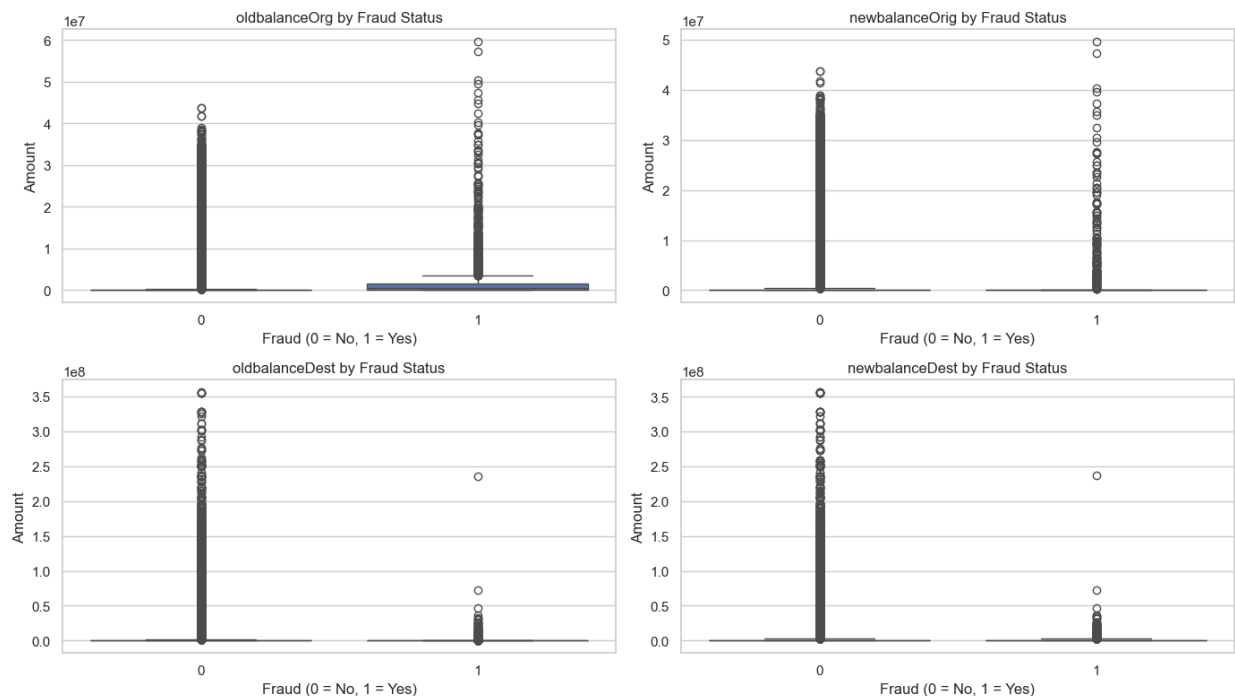 oldbalanceOrg by Fraud Status
1e7
6
5
4
3
2
1
0
Amount
0
1
Fraud (0 = No, 1 = Yes)
newbalanceOrig by Fraud Status
1e7
5
4
3
2
1
0
Amount
0
1
Fraud (0 = No, 1 = Yes)
oldbalanceDest by Fraud Status
1e8
3.5
3.0
2.5
2.0
1.5
1.0
0.5
0.0
Amount
0
1
Fraud (0 = No, 1 = Yes)
newbalanceDest by Fraud Status
1e8
3.5
3.0
2.5
2.0
1.5
1.0
0.5
0.0
Amount
0
1
Fraud (0 = No, 1 = Yes)